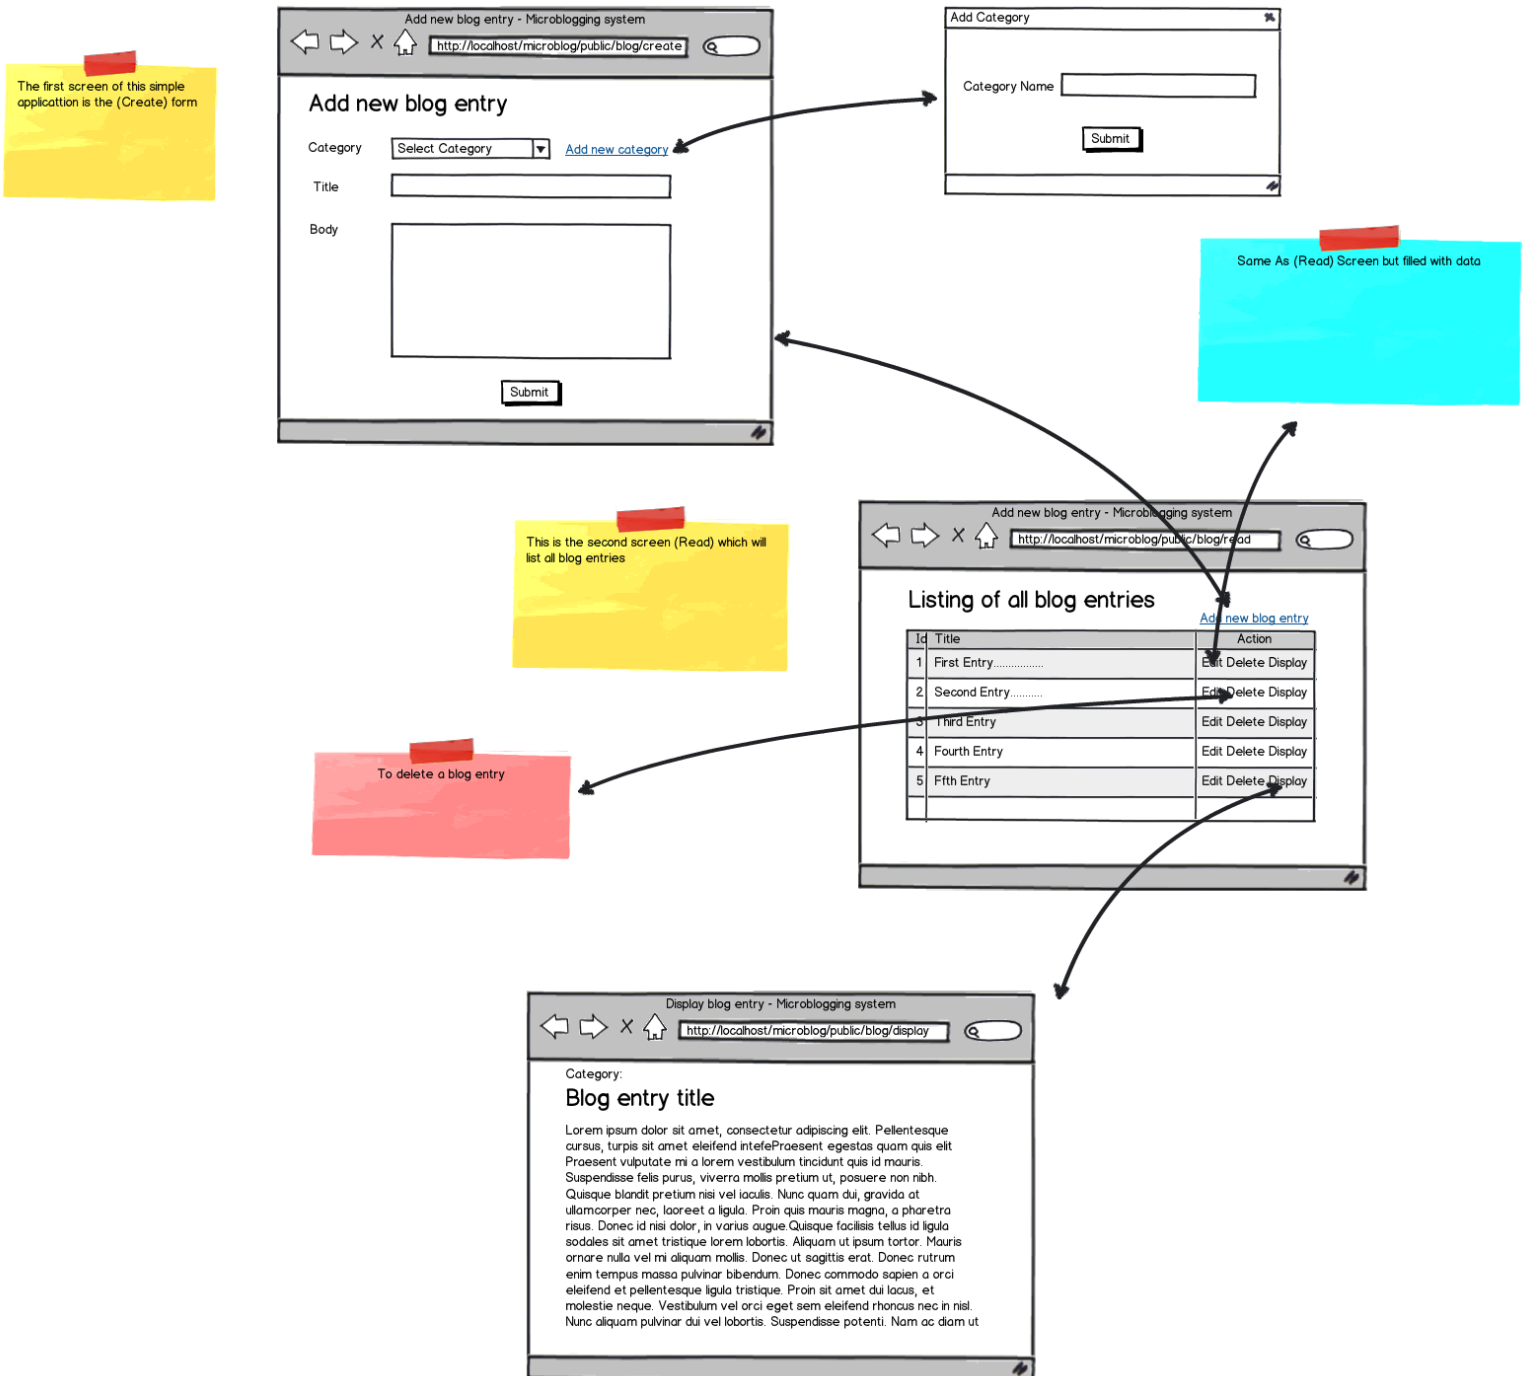 The first screen of this simple
applicattion is the (Create) form
Add new blog entry - Microblogging system
http://localhost/microblog/public/blog/create
Add new blog entry
Category
Select Category
Add new category
Title
Body
Submit
Add Category
Category Name
Submit
Same As (Read) Screen but filled with data
This is the second screen (Read) which will
list all blog entries
Add new blog entry - Microblogging system
http://localhost/microblog/public/blog/read
Listing of all blog entries
Add new blog entry
Id Title Action
1 First Entry................. Edit Delete Display
2 Second Entry........... Edit Delete Display
3 Third Entry Edit Delete Display
4 Fourth Entry Edit Delete Display
5 Ffth Entry Edit Delete Display
To delete a blog entry
Display blog entry - Microblogging system
http://localhost/microblog/public/blog/display
Category:
Blog entry title
Lorem ipsum dolor sit amet, consectetur adipiscing elit. Pellentesque
cursus, turpis sit amet eleifend intefePraesent egestas quam quis elit
Praesent vulputate mi a lorem vestibulum tincidunt quis id mauris.
Suspendisse felis purus, viverra mollis pretium ut, posuere non nibh.
Quisque blandit pretium nisi vel iaculis. Nunc quam dui, gravida at
ullamcorper nec, laoreet a ligula. Proin quis mauris magna, a pharetra
risus. Donec id nisi dolor, in varius augue.Quisque facilisis tellus id ligula
sodales sit amet tristique lorem lobortis. Aliquam ut ipsum tortor. Mauris
ornare nulla vel mi aliquam mollis. Donec ut sagittis erat. Donec rutrum
enim tempus massa pulvinar bibendum. Donec commodo sapien a orci
eleifend et pellentesque ligula tristique. Proin sit amet dui lacus, et
molestie neque. Vestibulum vel orci eget sem eleifend rhoncus nec in nisl.
Nunc aliquam pulvinar dui vel lobortis. Suspendisse potenti. Nam ac diam ut